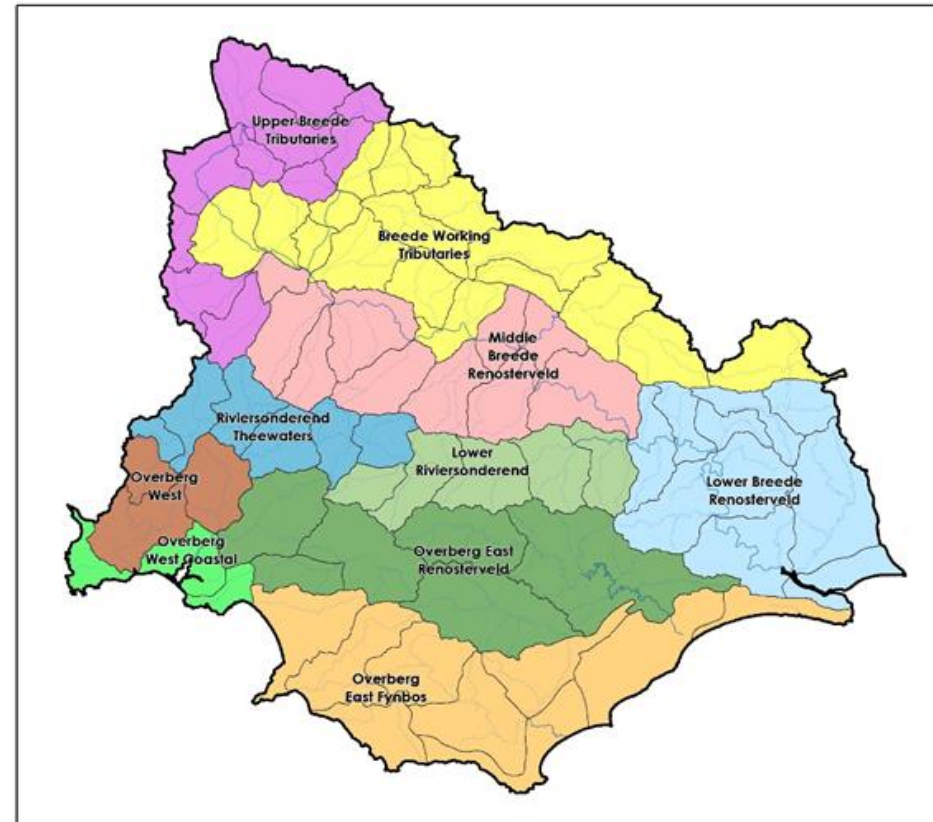 Upper Breede
Tributaries
Breede Working
Tributaries
Middle
Breede
Renosterveld
Riviersonderend
Theewaters
Lower
Riviersonderend
Overberg
West
Lower Breede
Renosterveld
Overberg
West Coastal
Overberg East
Renosterveld
Overberg
East Fynbos